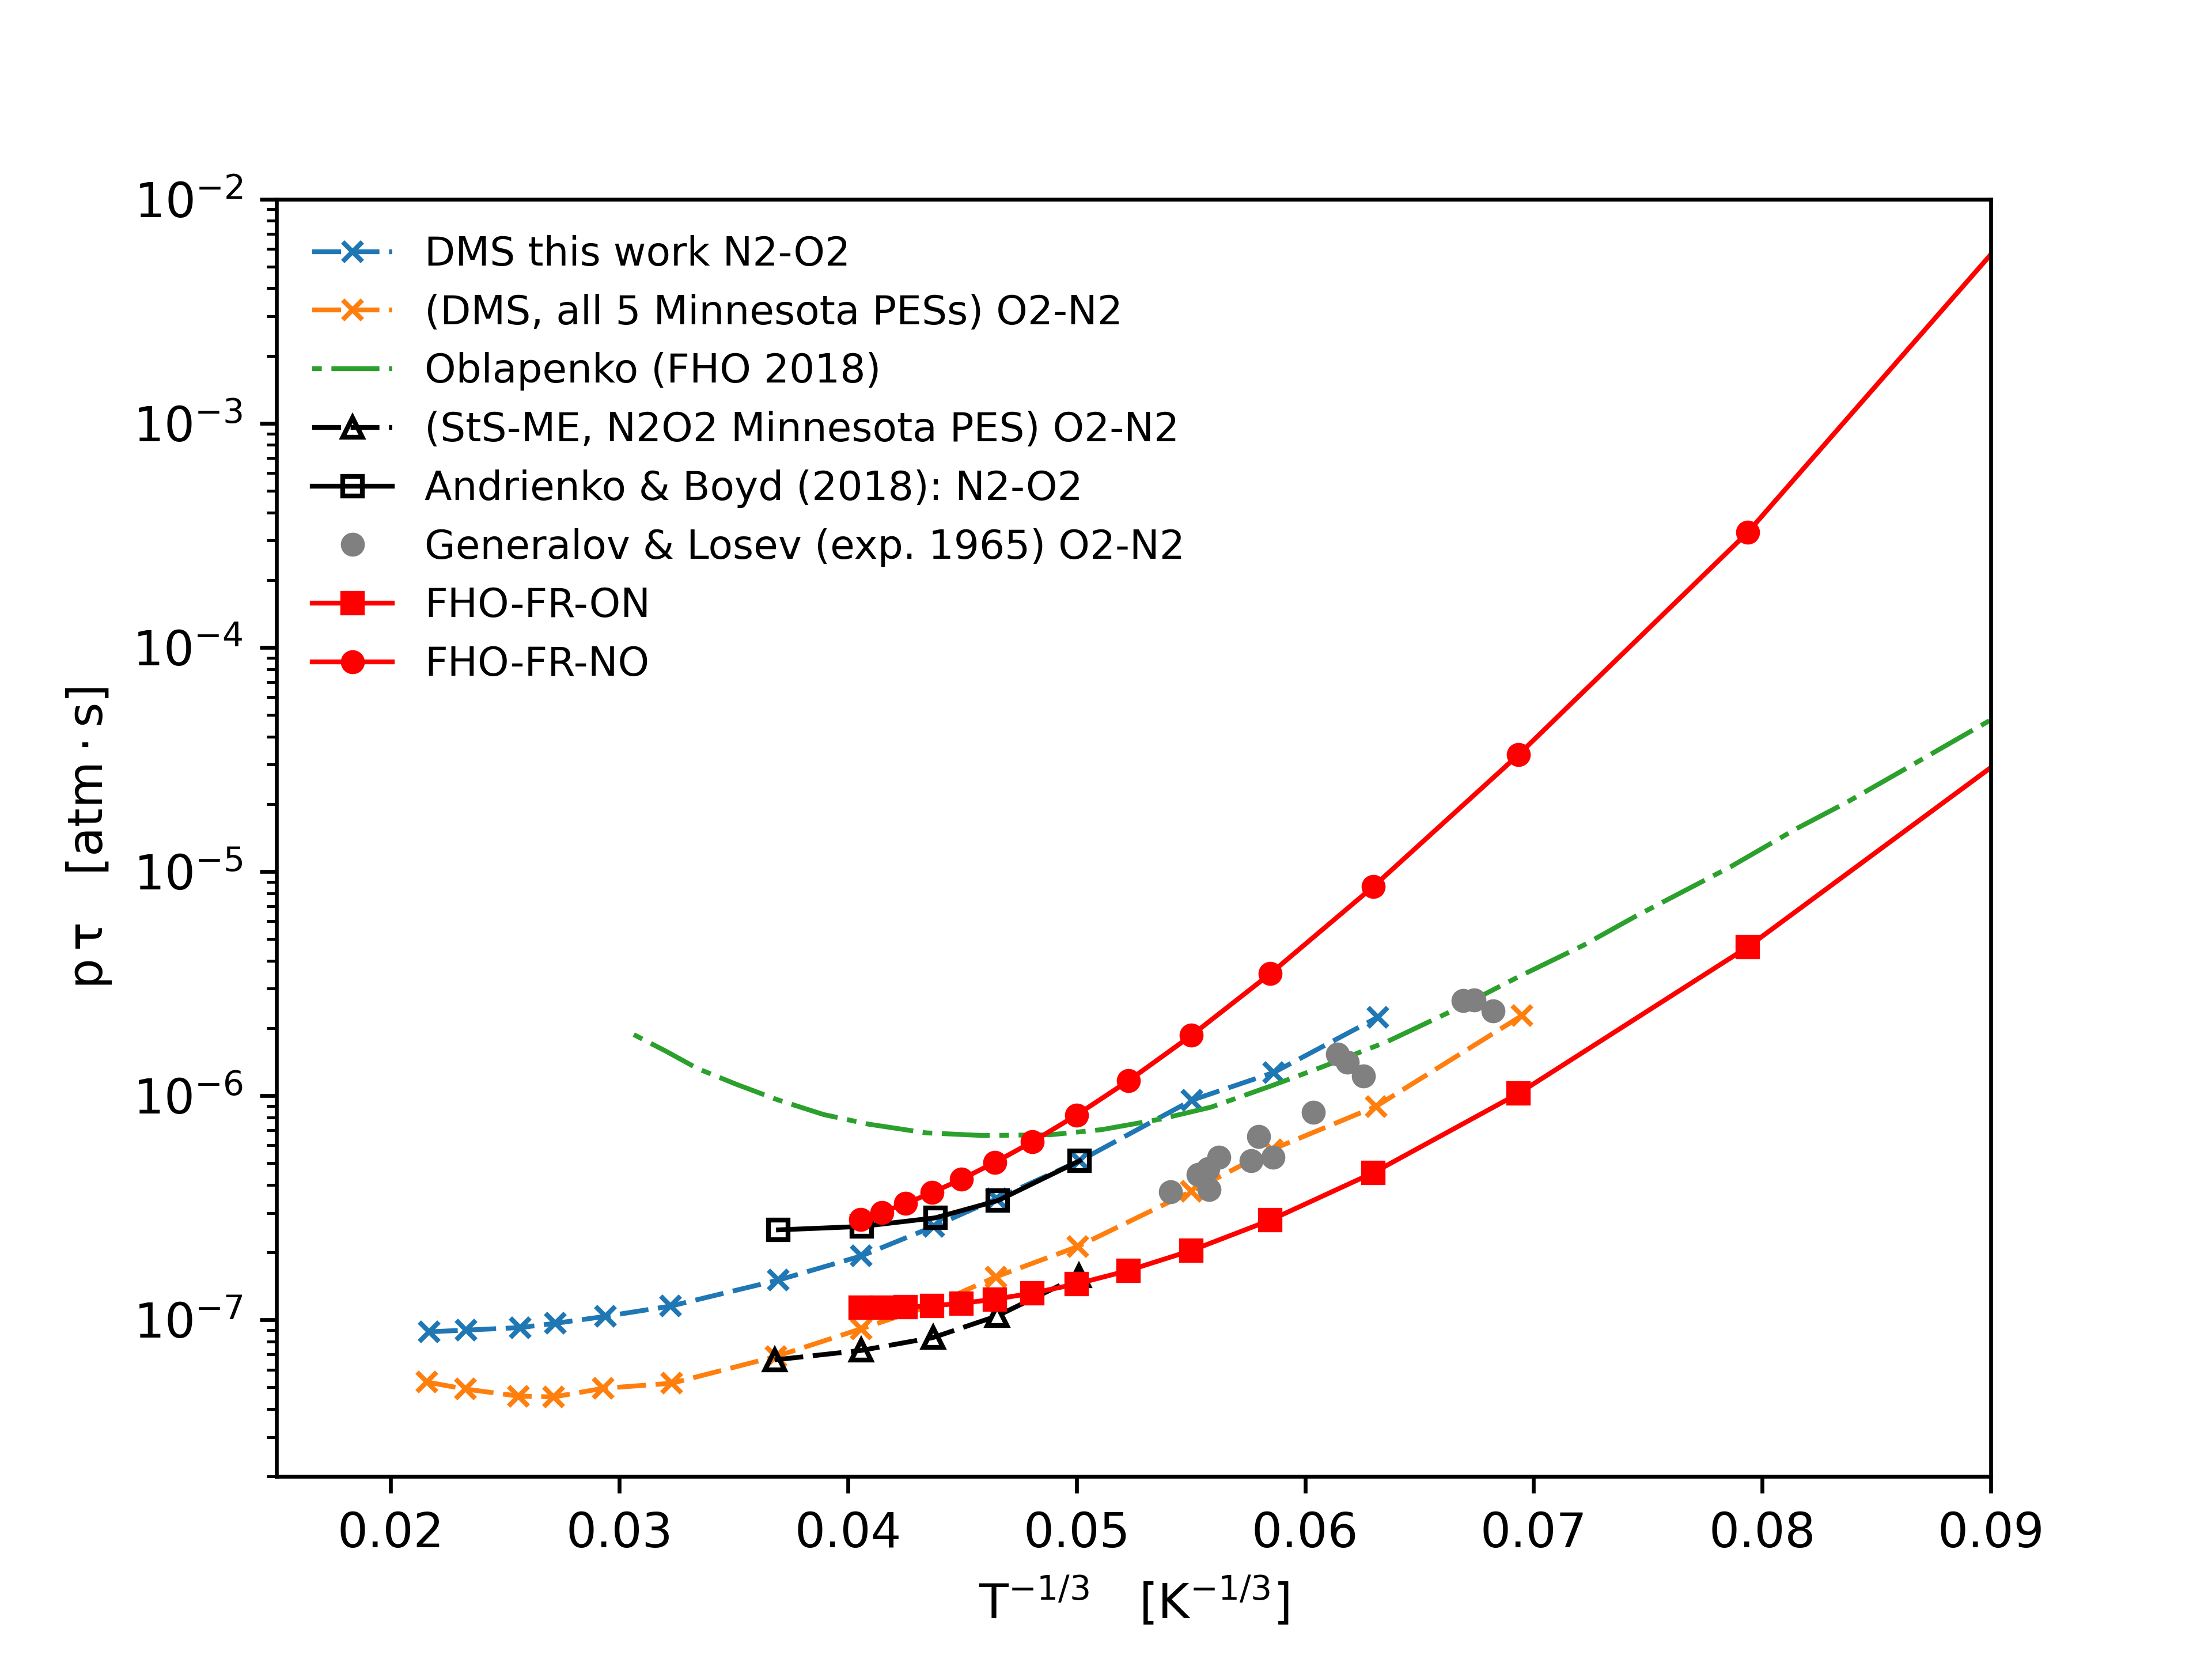 10⁻²
10⁻³
10⁻⁴
10⁻⁵
10⁻⁶
10⁻⁷
p τ [atm · s]
DMS this work N2-O2
(DMS, all 5 Minnesota PESs) O2-N2
Oblapenko (FHO 2018)
(StS-ME, N2O2 Minnesota PES) O2-N2
Andrienko & Boyd (2018): N2-O2
Generalov & Losev (exp. 1965) O2-N2
FHO-FR-ON
FHO-FR-NO
0.02 0.03 0.04 0.05 0.06 0.07 0.08 0.09
T⁻¹/³ [K⁻¹/³]